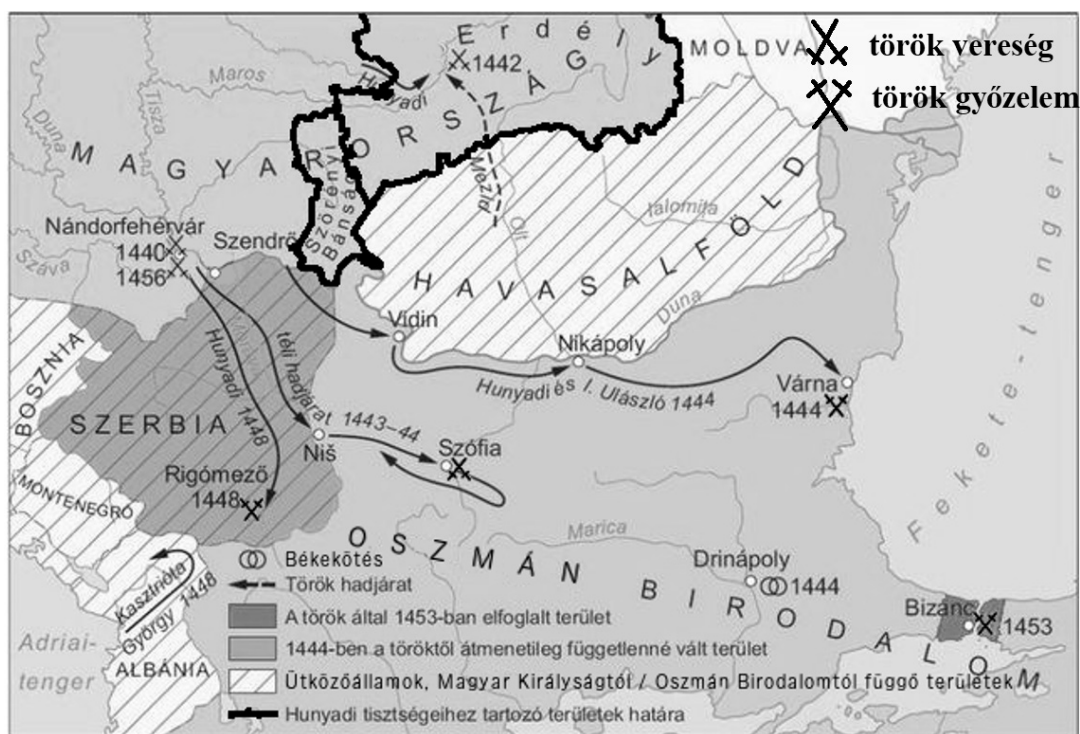 Erdély
MOLDVA
török vereség
1442
török győzelem
Maros
Hunyadi
Duna
Tisza
MAGYARORSZÁG
Szörényi
Bánság
Mezid
Olt
Ialomița
HAVASALFÖLD
Duna
Nándorfehérvár
1440
1456
Szendrő
Száva
Vidin
Nikápoly
Hunyadi és I. Ulászló 1444
Várna
1444
Fekete-tenger
BOSZNIA
SZERBIA
Morava
Hunyadi 1448
téli hadjárat 1443–44
Niš
Szófia
Rigómező
1448
MONTENEGRÓ
OSZMÁN BIRODALOM
Marica
Drinápoly
1444
Bizánc
1453
Kasztrióta
György 1448
Adriai-
tenger
ALBÁNIA
Békekötés
Török hadjárat
A török által 1453-ban elfoglalt terület
1444-ben a töröktől átmenetileg függetlenné vált terület
Ütközőállamok, Magyar Királyságtól / Oszmán Birodalomtól függő területek
Hunyadi tisztségeihez tartozó területek határa